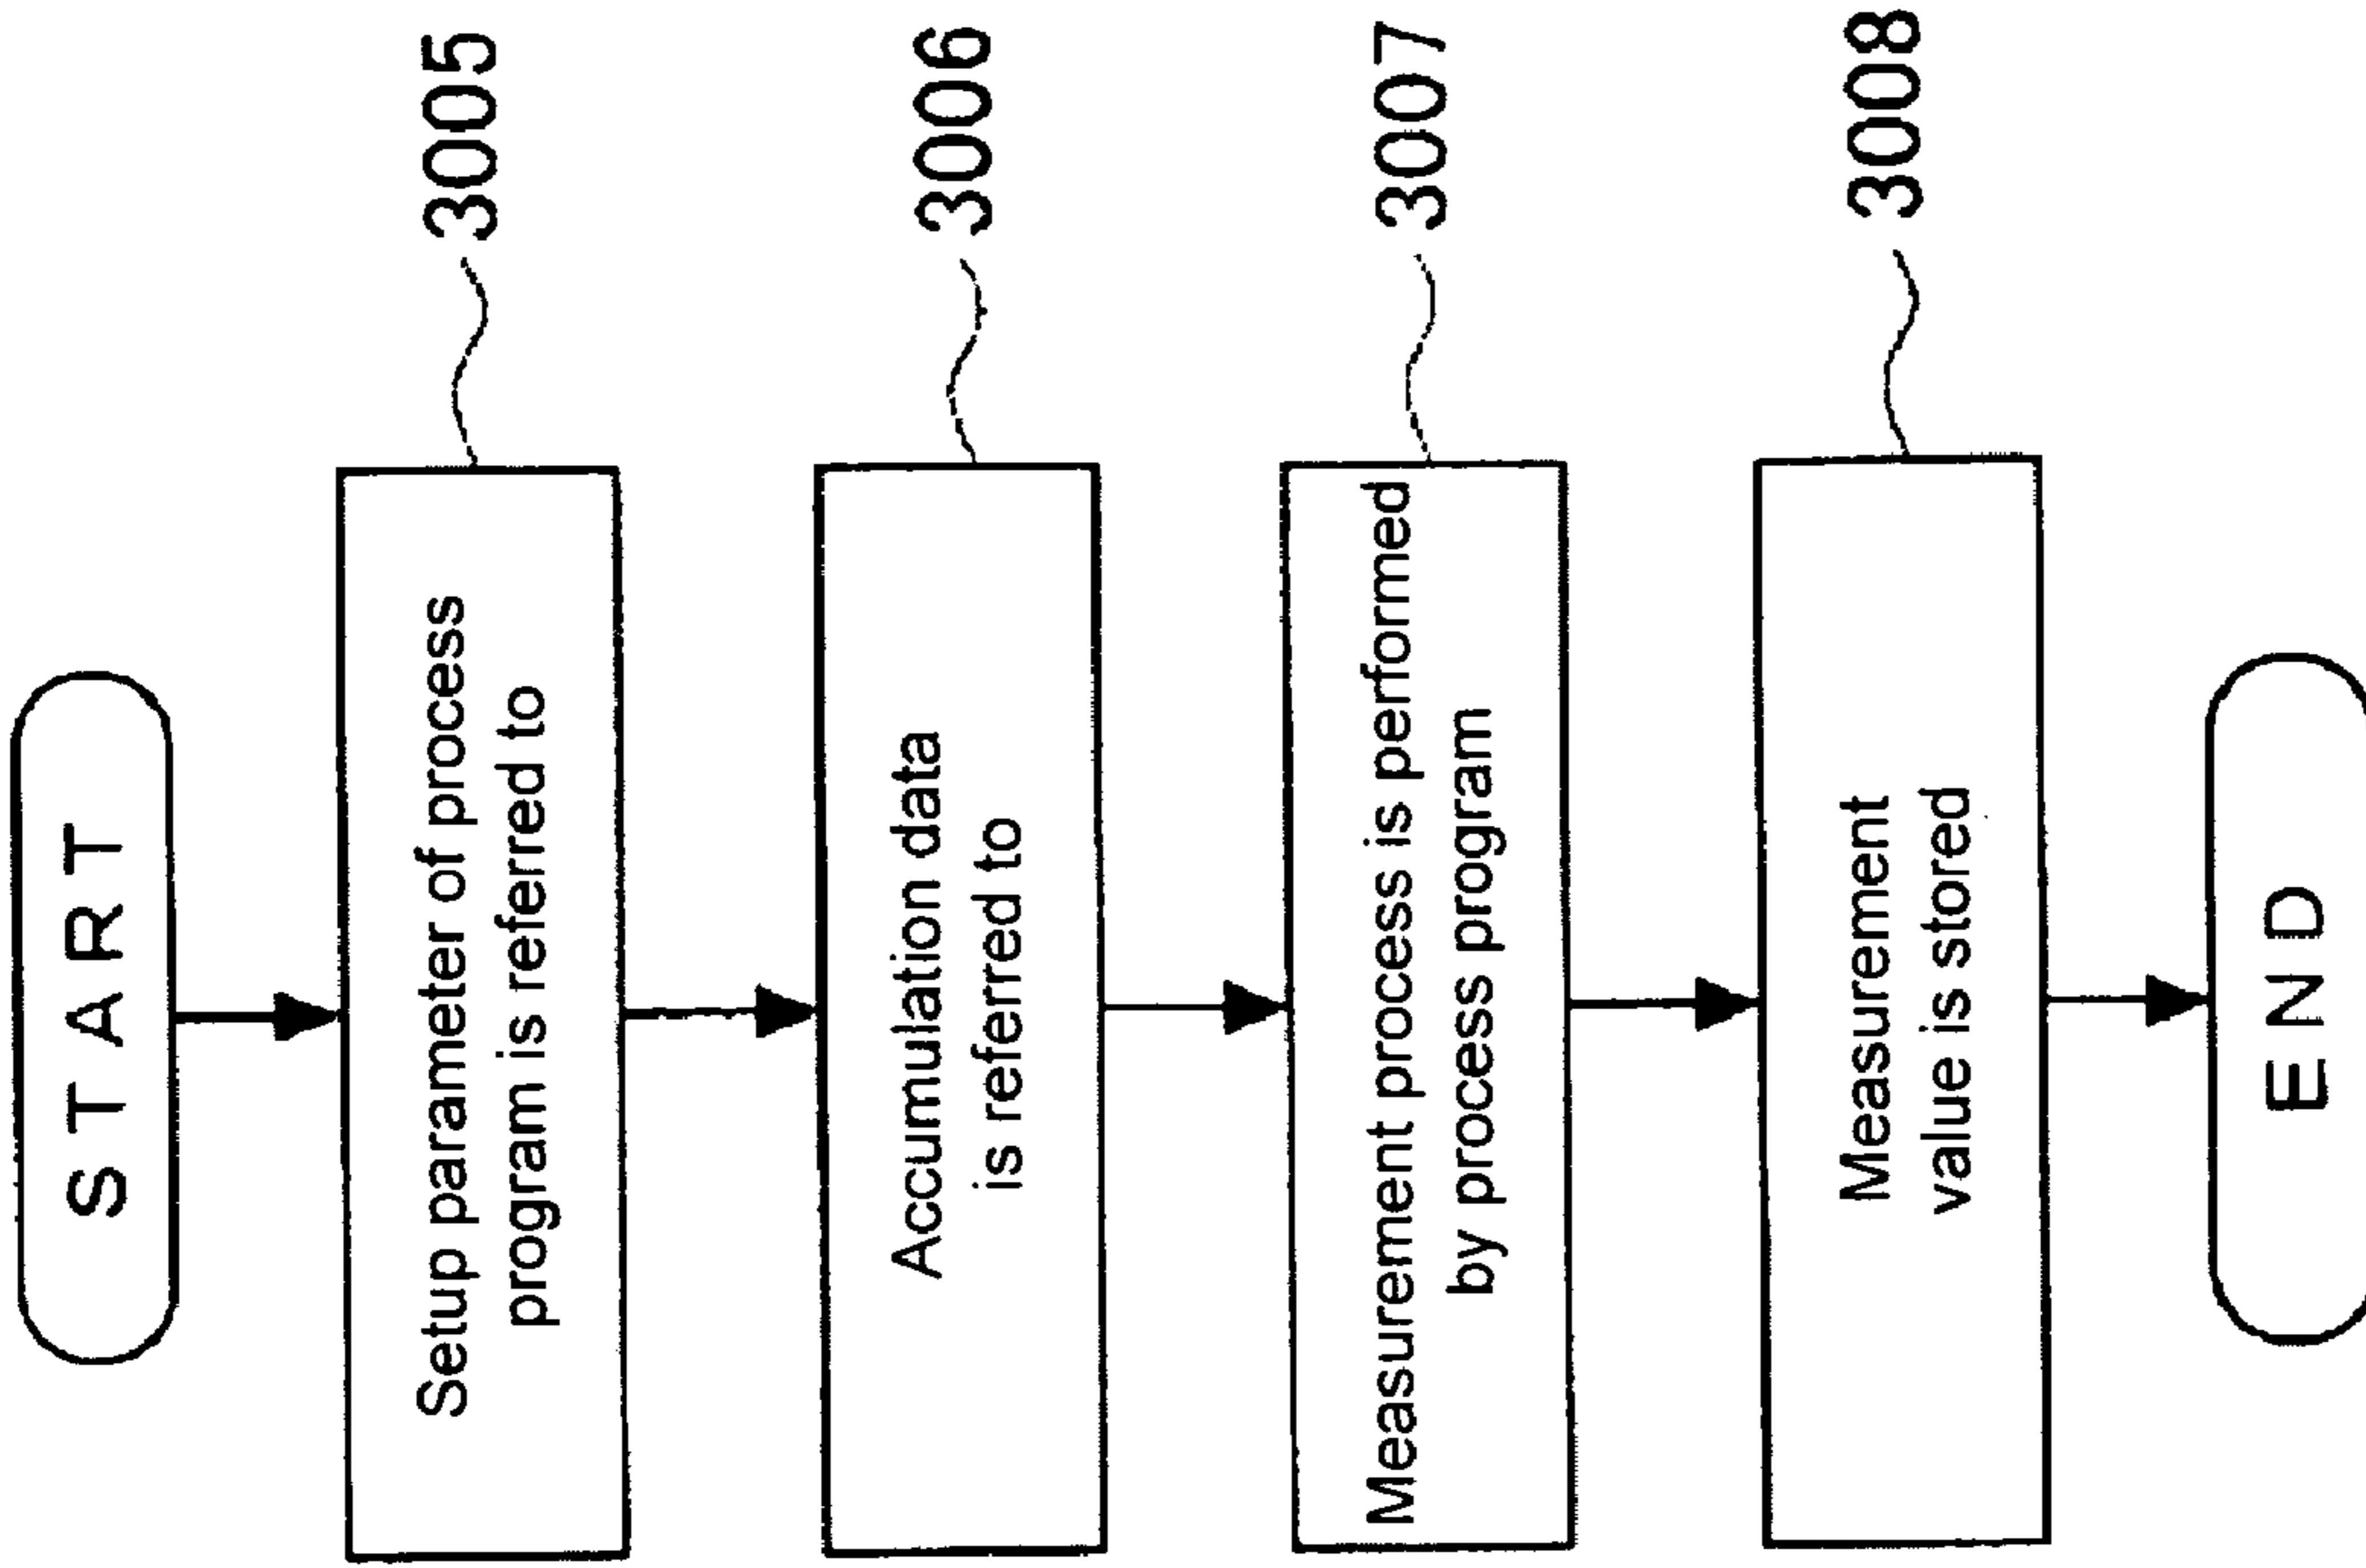 START
Setup parameter of process
program is referred to
3005
Accumulation data
is referred to
3006
Measurement process is performed
by process program
3007
Measurement
value is stored
3008
END